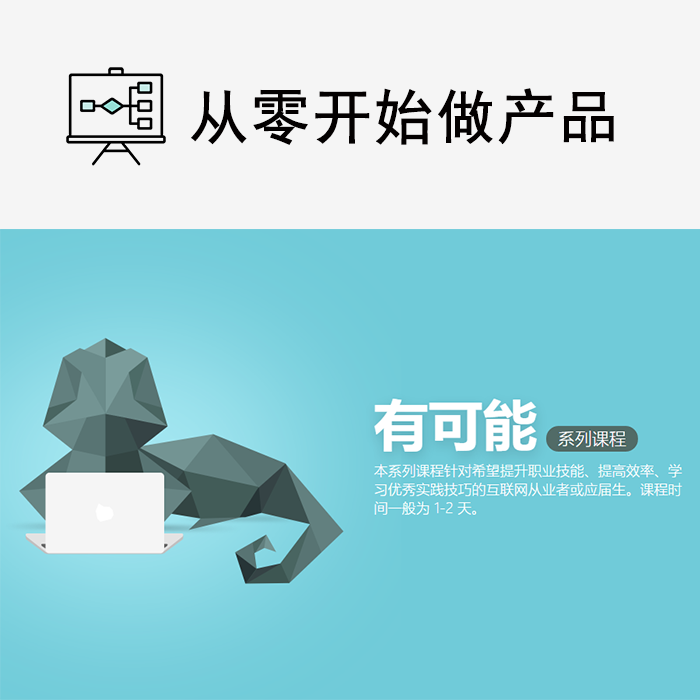 从零开始做产品
有可能 系列课程
本系列课程针对希望提升职业技能、提高效率、学
习优秀实践技巧的互联网从业者或应届生。课程时
间一般为 1-2 天。